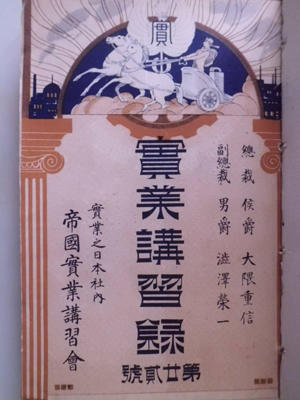 總裁 侯爵 大隈重信
副總裁 男爵 澁澤榮一
實業講習録
第廿貳號
實業之日本社内
帝國實業講習會